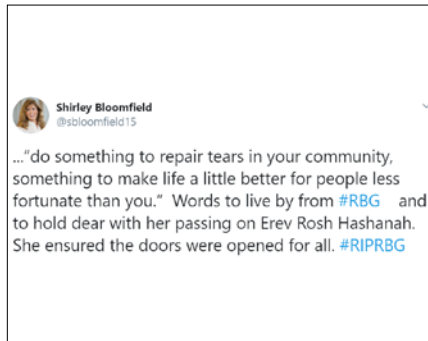 Shirley Bloomfield
@sbloomfield15
..."do something to repair tears in your community,
something to make life a little better for people less
fortunate than you." Words to live by from #RBG and
to hold dear with her passing on Erev Rosh Hashanah.
She ensured the doors were opened for all. #RIPRBG